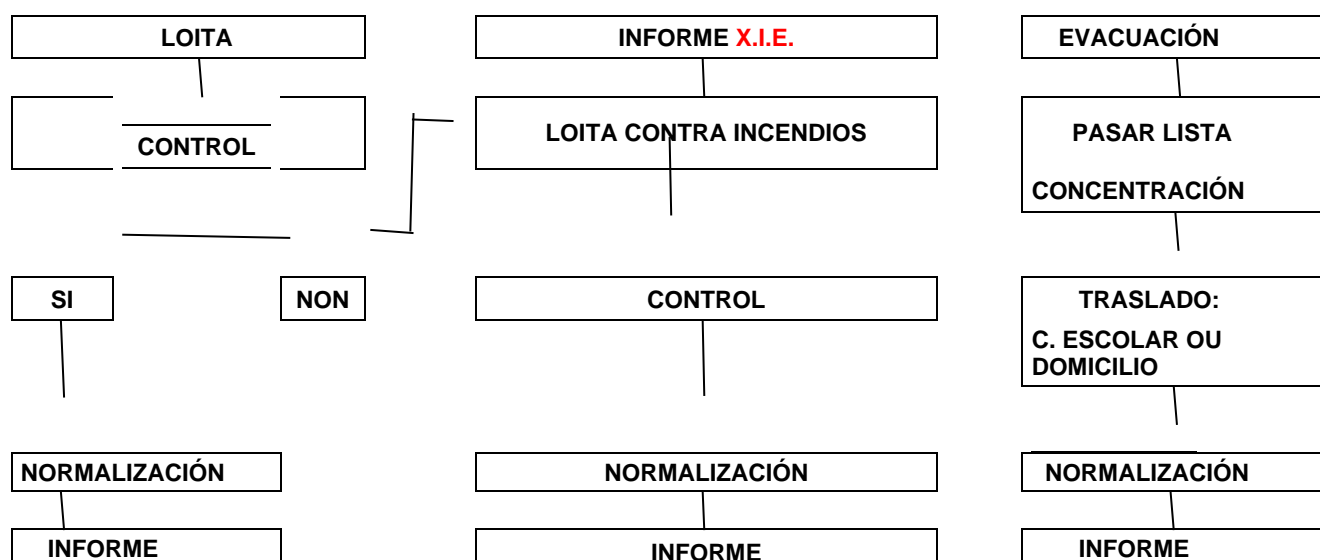 LOITA
INFORME X.I.E.
EVACUACIÓN
CONTROL
LOITA CONTRA INCENDIOS
PASAR LISTA
CONCENTRACIÓN
SI
NON
CONTROL
TRASLADO:
C. ESCOLAR OU
DOMICILIO
NORMALIZACIÓN
NORMALIZACIÓN
NORMALIZACIÓN
INFORME
INFORME
INFORME